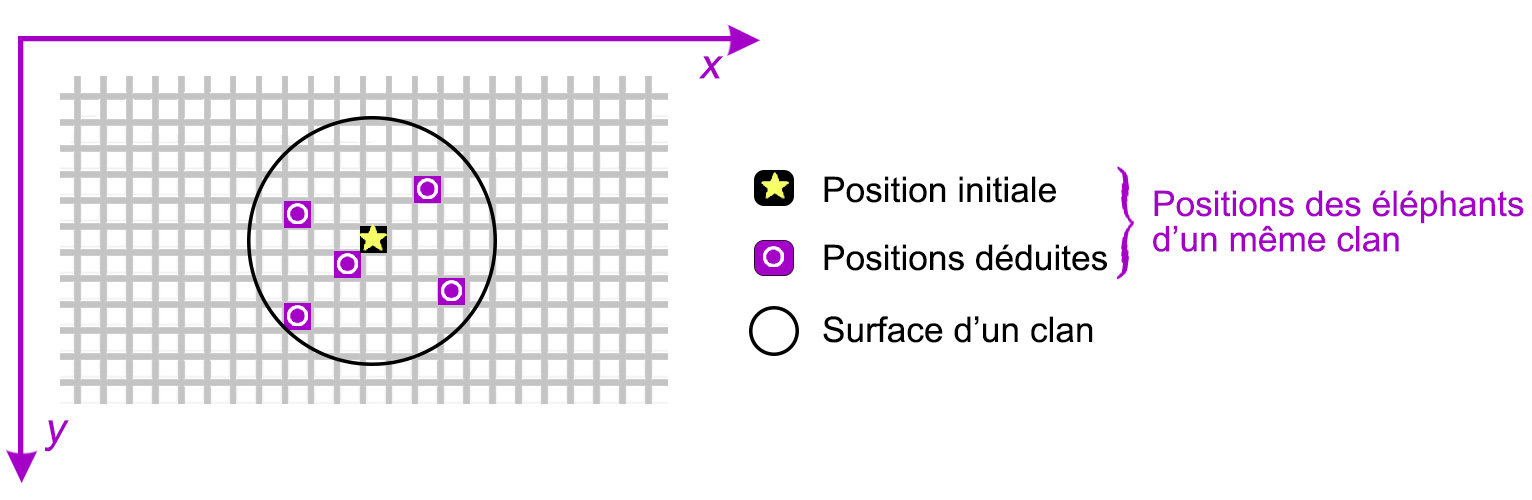 x
y
Position initiale
Positions déduites
Surface d’un clan
Positions des éléphants
d’un même clan